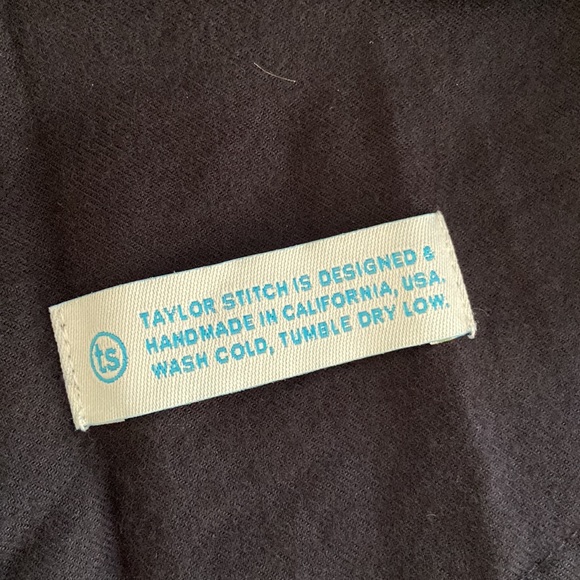 ts
TAYLOR STITCH IS DESIGNED &
HANDMADE IN CALIFORNIA, USA.
WASH COLD, TUMBLE DRY LOW.